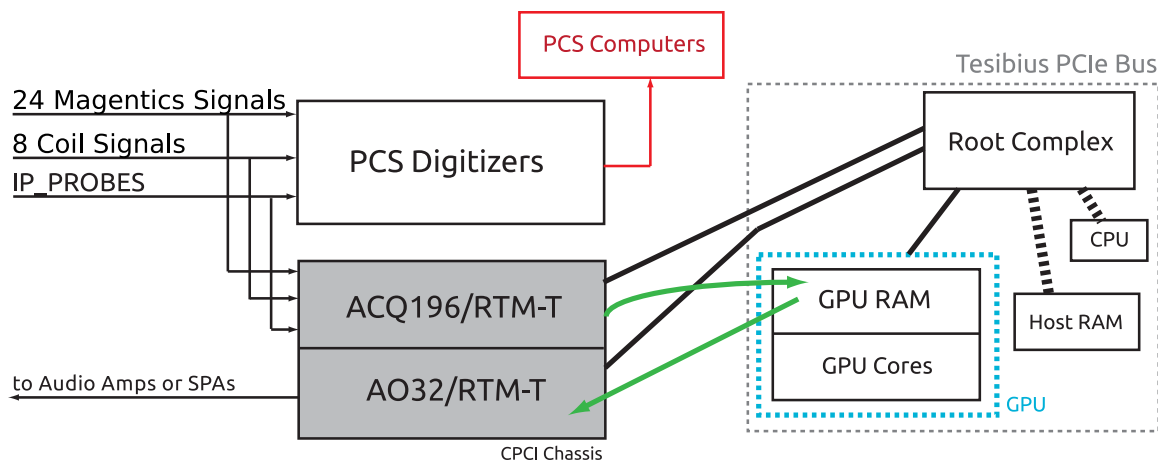 PCS Computers
Tesibius PCIe Bus
24 Magentics Signals
8 Coil Signals
IP_PROBES
PCS Digitizers
Root Complex
CPU
Host RAM
ACQ196/RTM-T
AO32/RTM-T
GPU RAM
GPU Cores
GPU
to Audio Amps or SPAs
CPCI Chassis